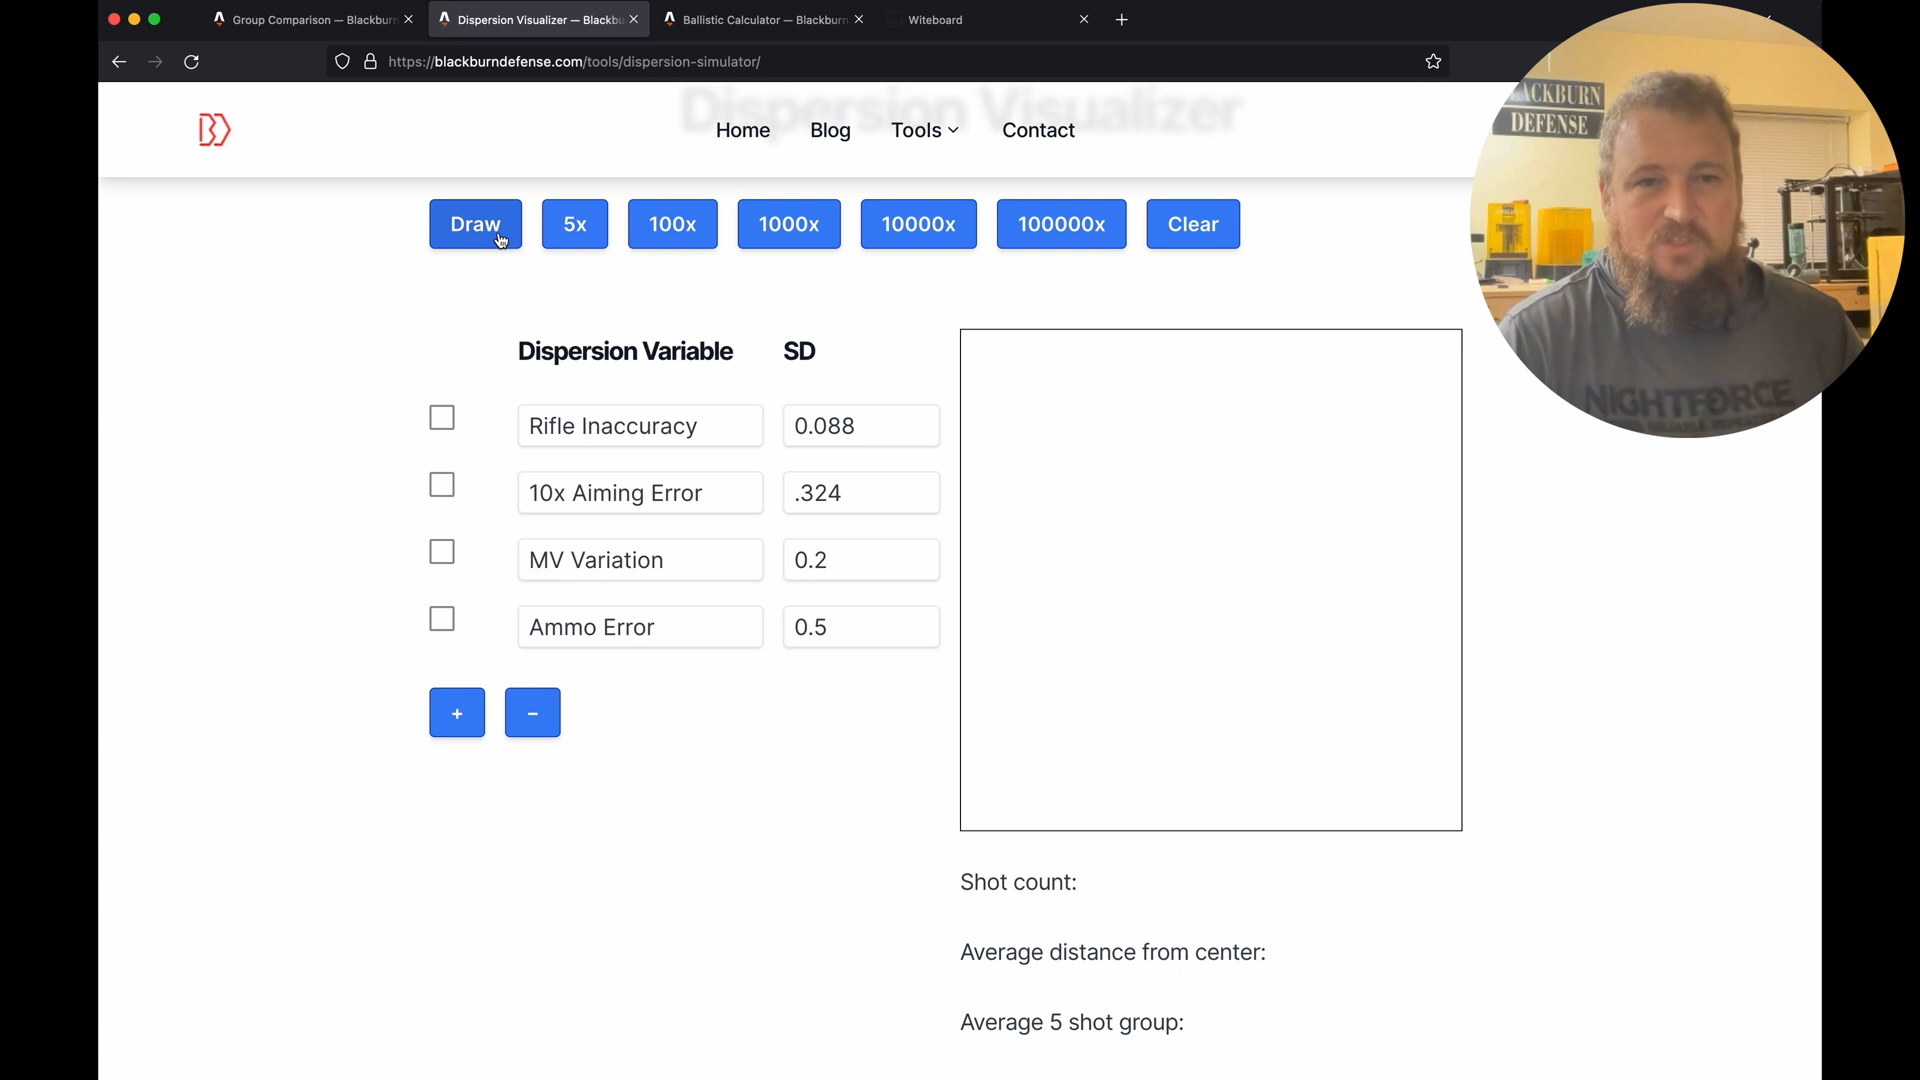 Group Comparison — Blackburn
Dispersion Visualizer — Blackbu
Ballistic Calculator — Blackburn
Witeboard
https://blackburndefense.com/tools/dispersion-simulator/
Dispersion Visualizer
Home
Blog
Tools
Contact
BLACKBURN
DEFENSE
NIGHTFORCE
Draw
5x
100x
1000x
10000x
100000x
Clear
Dispersion Variable
SD
Rifle Inaccuracy
0.088
10x Aiming Error
.324
MV Variation
0.2
Ammo Error
0.5
+
−
Shot count:
Average distance from center:
Average 5 shot group: